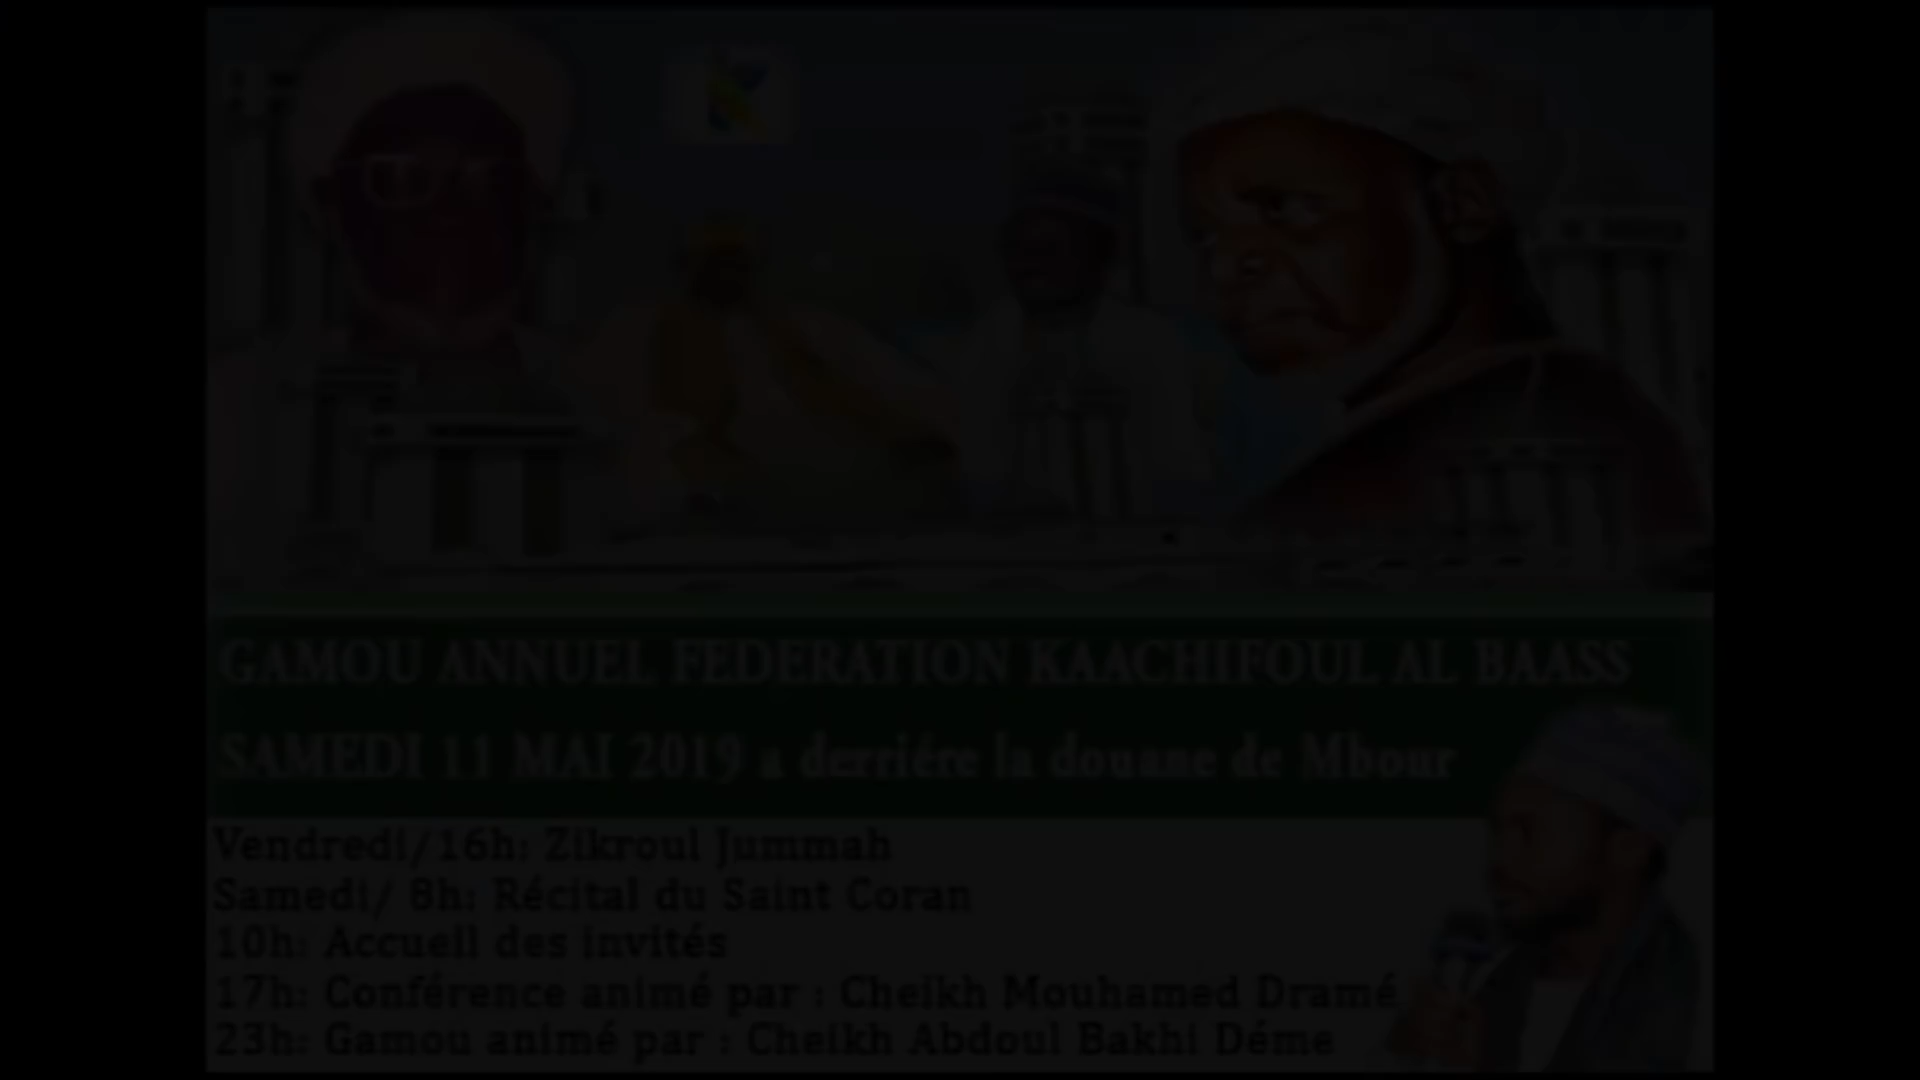 GAMOU ANNUEL FEDERATION KAACHIFOUL AL BAASS
SAMEDI 11 MAI 2019 a derriére la douane de Mbour
Vendredi/16h: Zikroul Jummah
Samedi/ 8h: Récital du Saint Coran
10h: Accueil des invités
17h: Conférence animé par : Cheikh Mouhamed Dramé
23h: Gamou animé par : Cheikh Abdoul Bakhi Déme